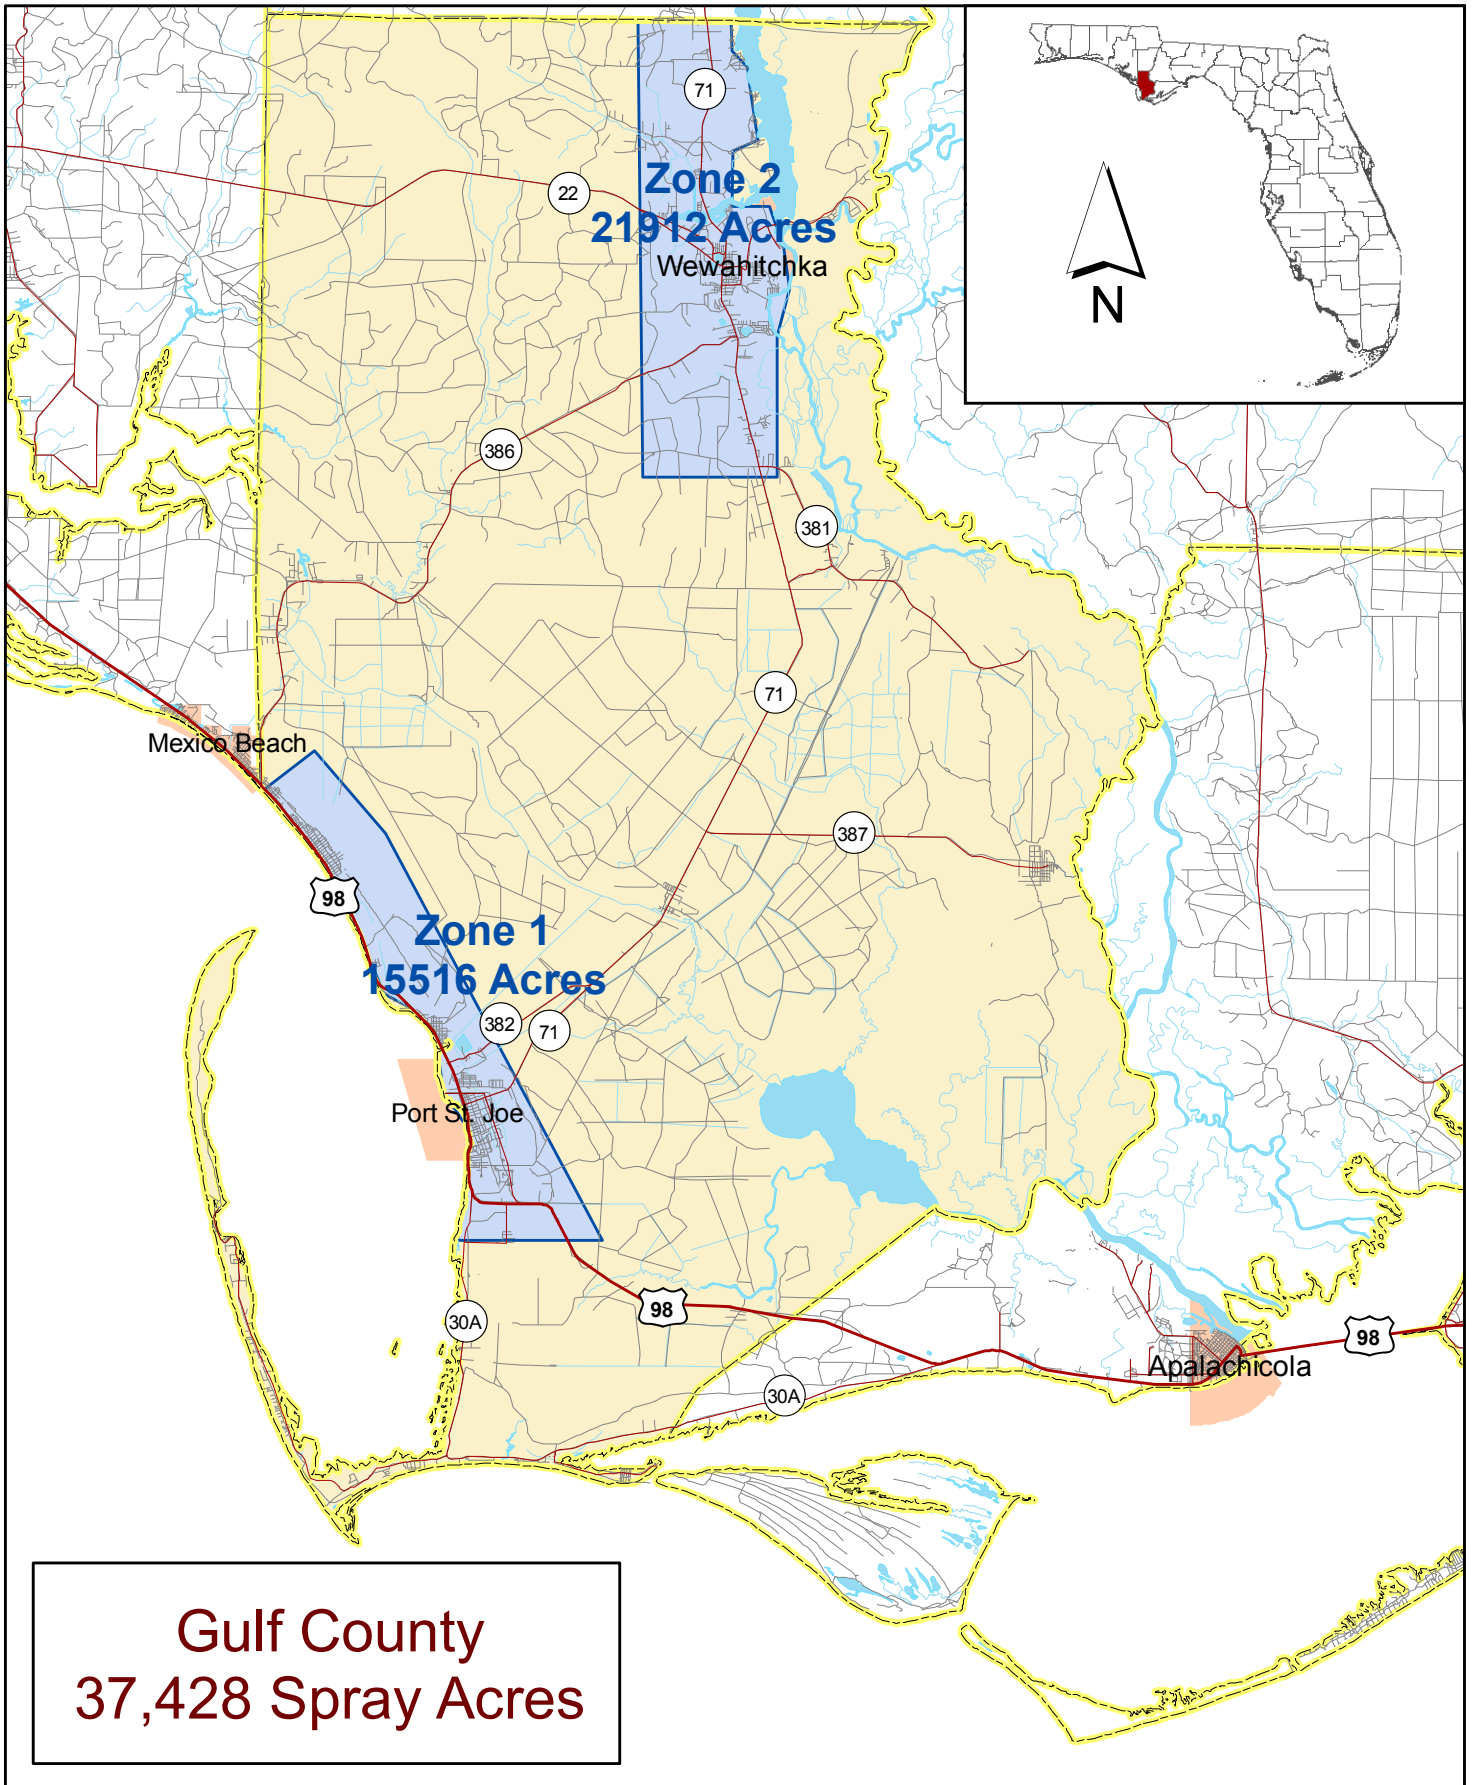 71
22
Zone 2
21912 Acres
Wewahitchka
N
386
381
71
Mexico Beach
387
98
Zone 1
15516 Acres
382
71
Port St. Joe
98
30A
98
Apalachicola
30A
Gulf County
37,428 Spray Acres